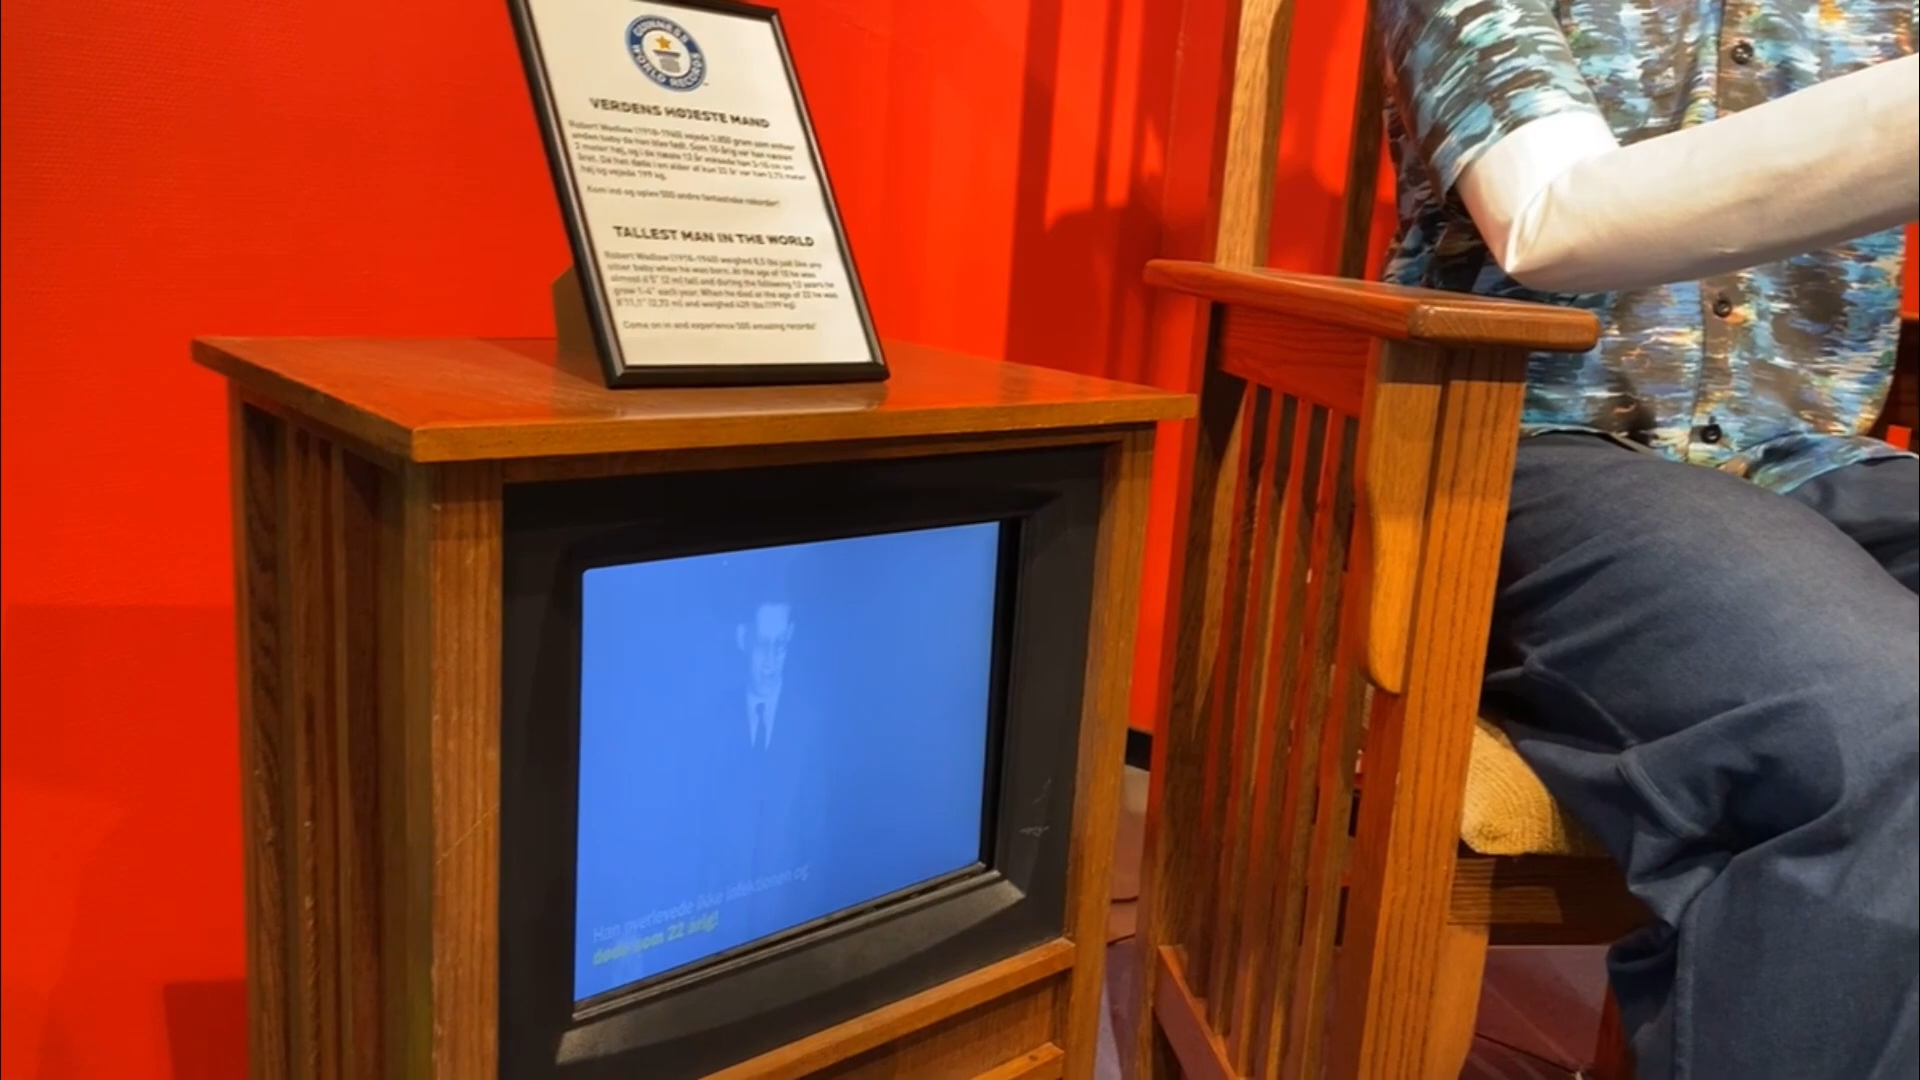 GUINNESS WORLD RECORDS
VERDENS HØJESTE MAND
Robert Wadlow (1918-1940) vejede 3.850 gram som enhver
anden baby da han blev født. Som 10-årig var han næsten
2 meter høj, og i de næste 12 år voksede han 5-10 cm om
året. Da han døde i en alder af kun 22 år var han 2,72 meter
høj og vejede 199 kg.
Kom ind og oplev 500 andre fantastiske rekorder!
TALLEST MAN IN THE WORLD
Robert Wadlow (1918-1940) weighed 8,5 lbs just like any
other baby when he was born. At the age of 10 he was
almost 6'5" (2 m) tall and during the following 12 years he
grew 1-4" each year. When he died at the age of 22 he was
8'11,1" (2,72 m) and weighed 439 lbs (199 kg)
Come on in and experience 500 amazing records!
Han overlevede ikke infektionen og
døde som 22 årig!